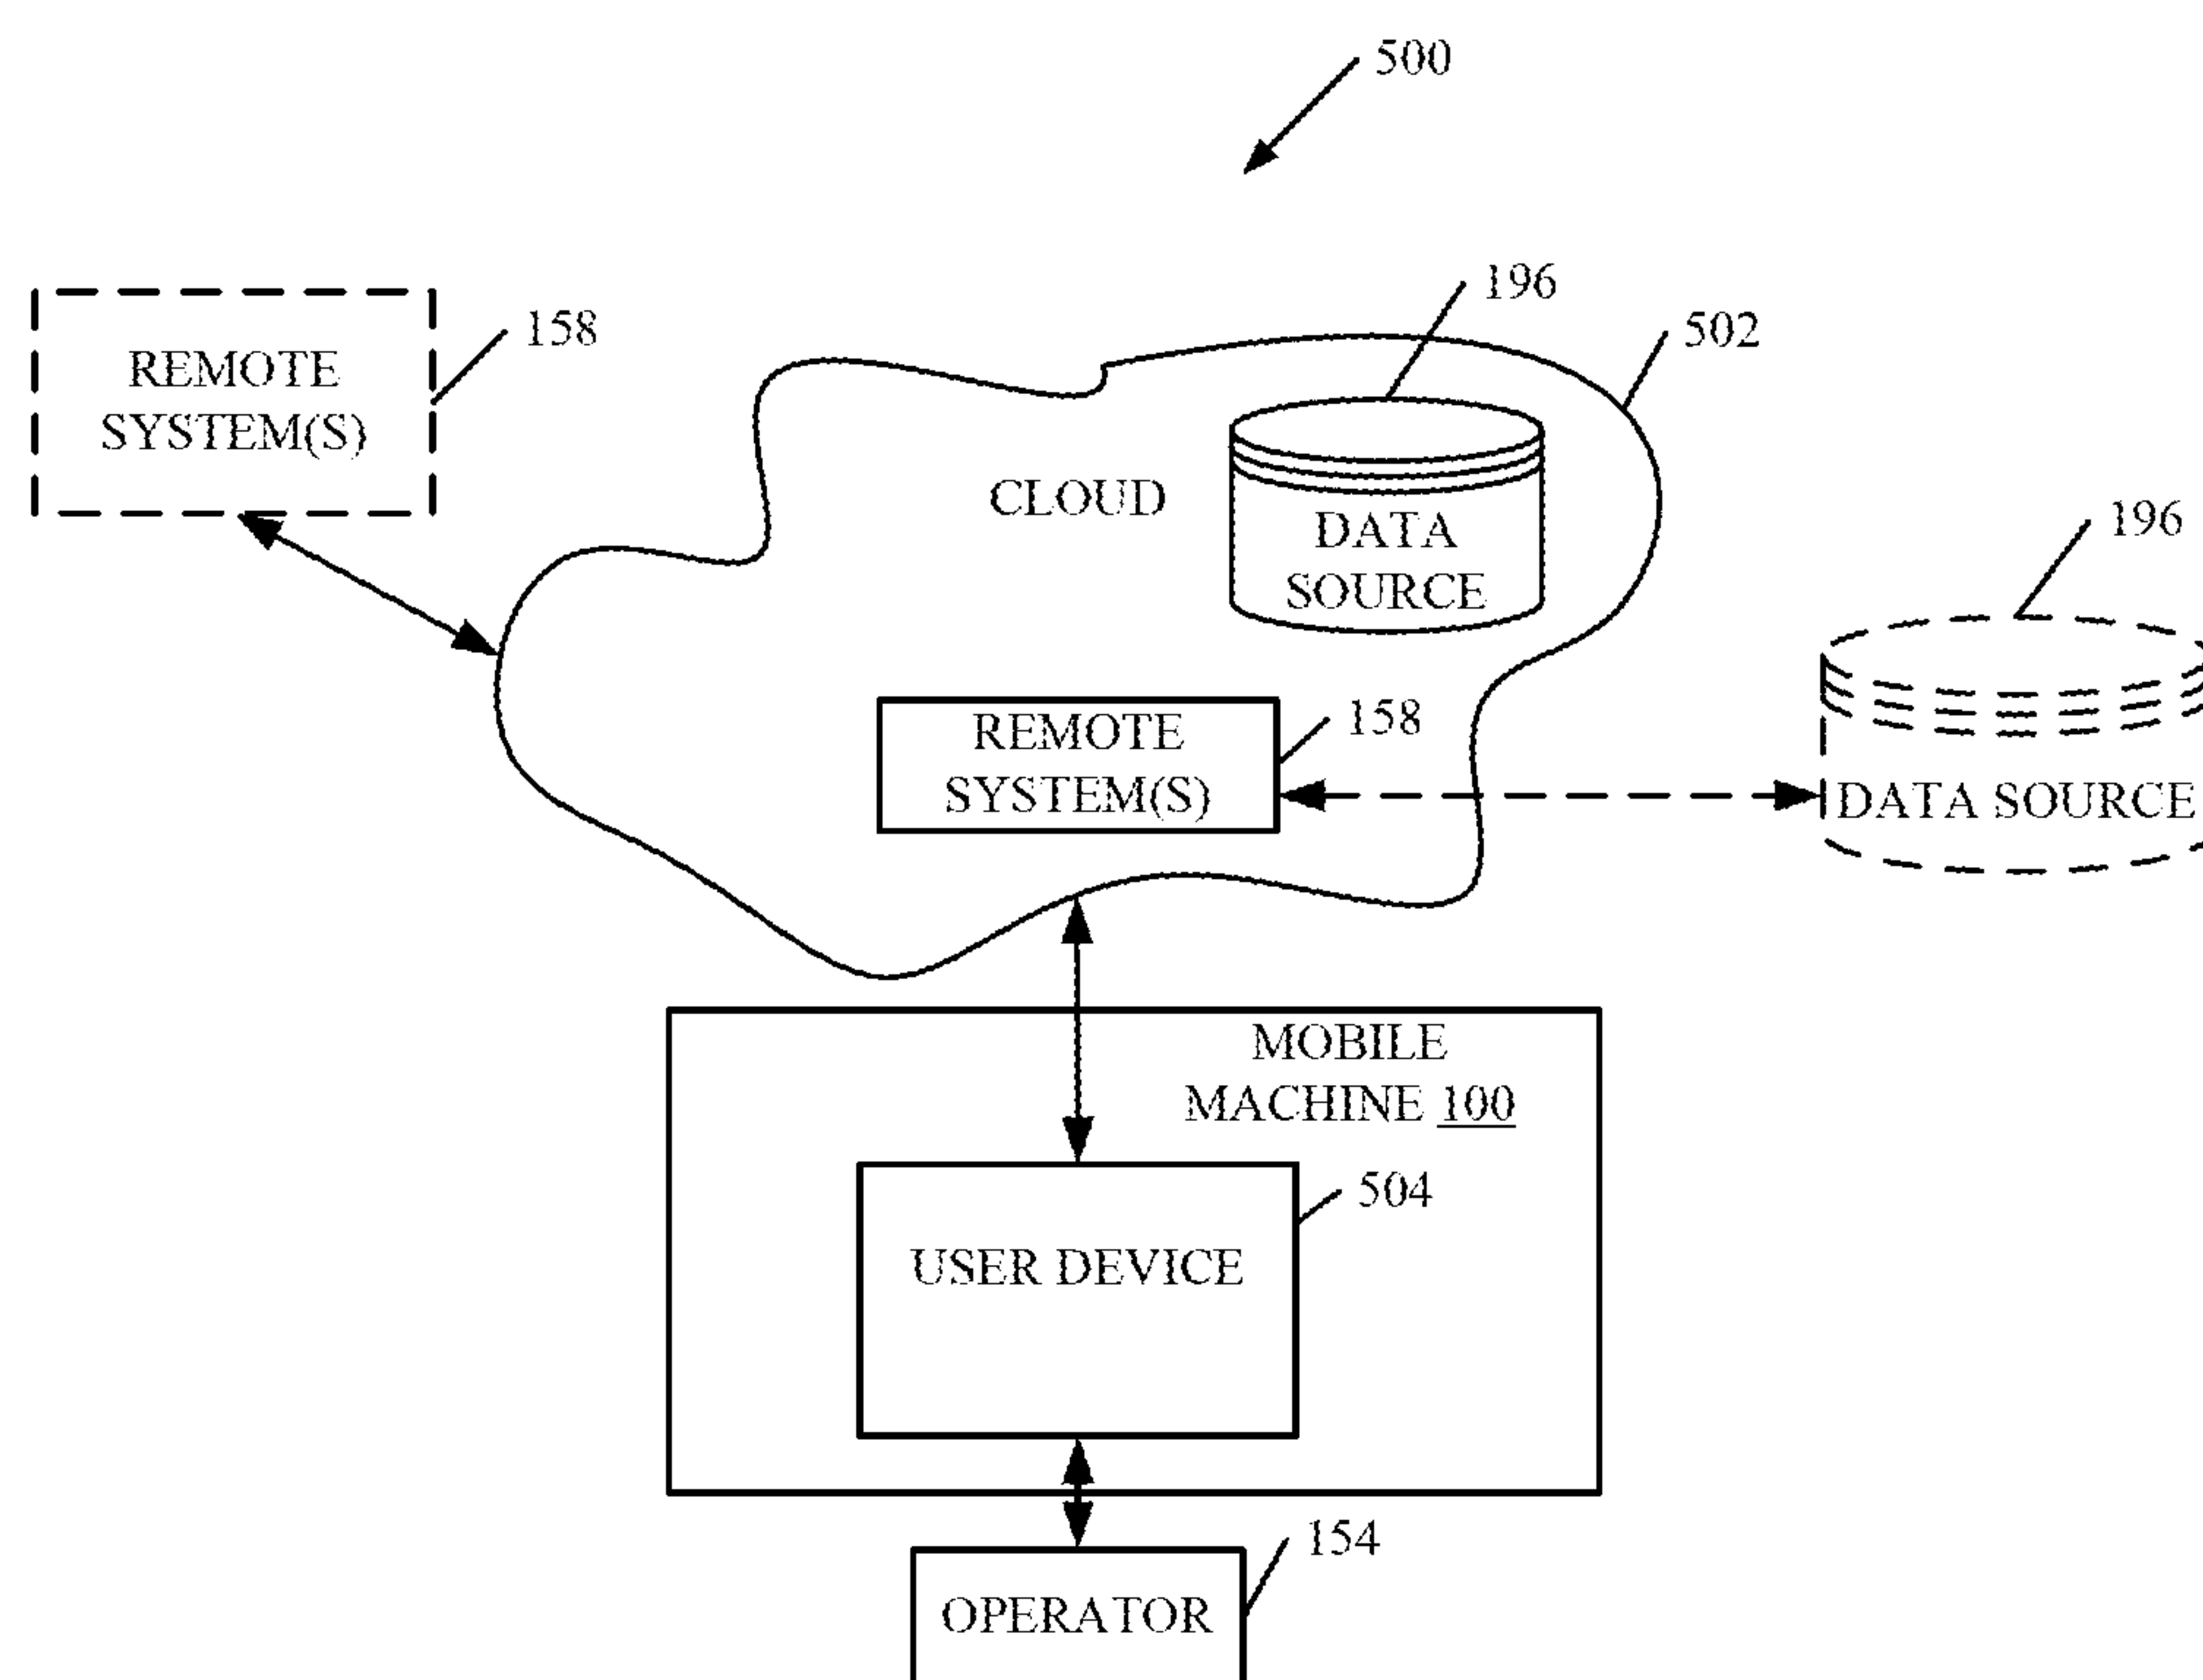 500
196
502
158
REMOTE
SYSTEM(S)
CLOUD
DATA
SOURCE
196
REMOTE
SYSTEM(S)
158
DATA SOURCE
MOBILE
MACHINE 100
504
USER DEVICE
154
OPERATOR